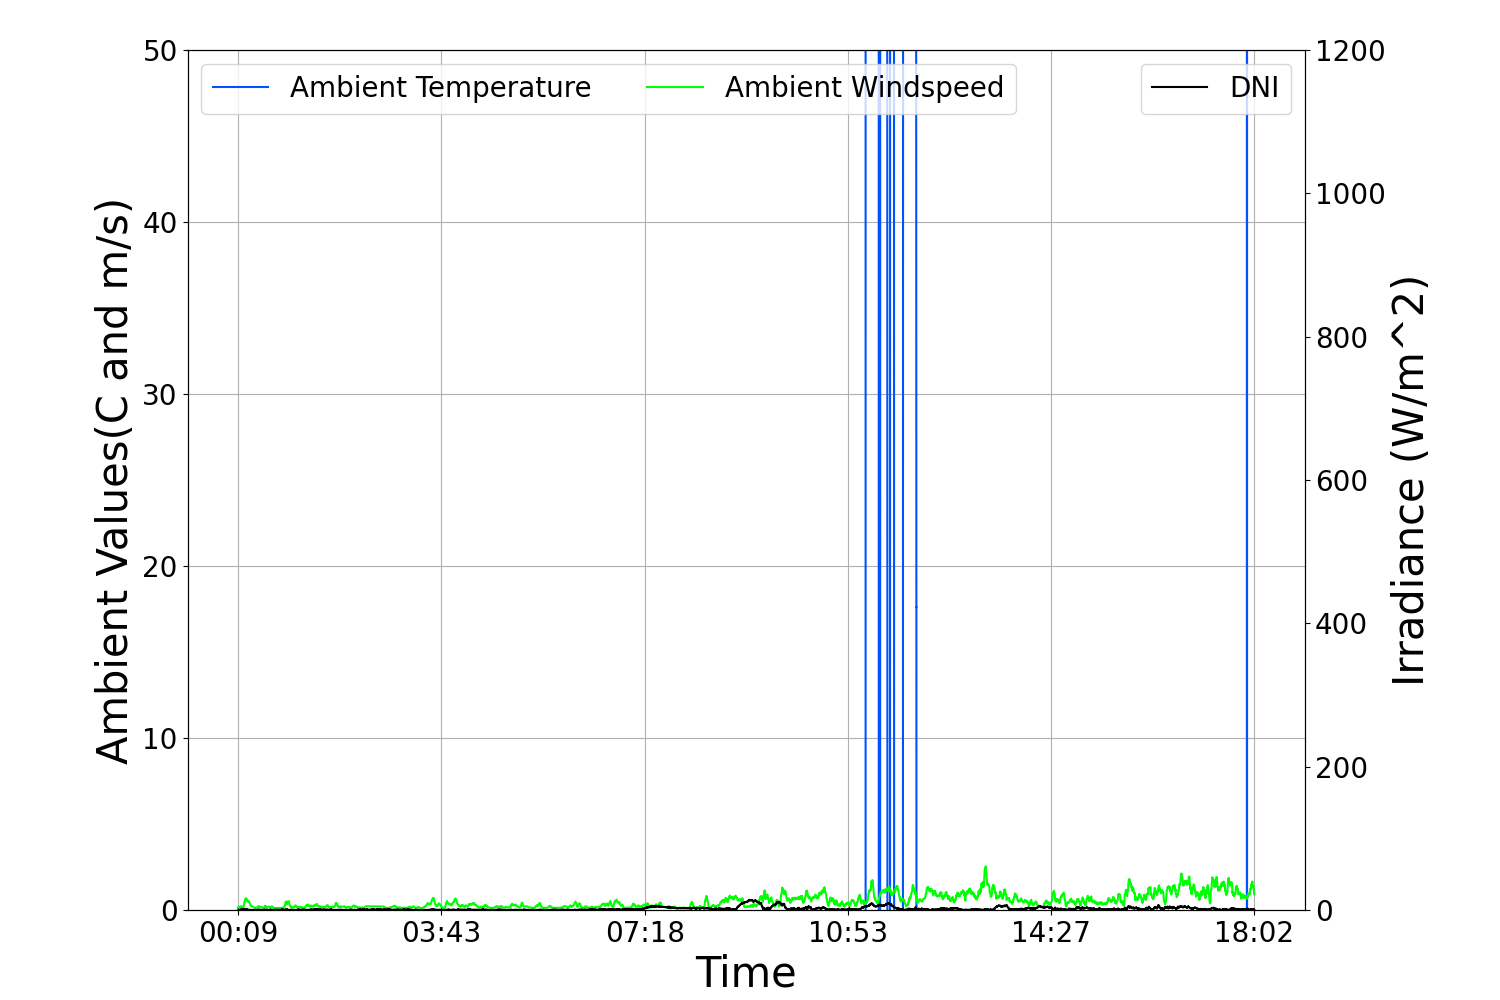 50
40
30
20
10
0
Ambient Values(C and m/s)
Ambient Temperature
Ambient Windspeed
DNI
1200
1000
800
600
400
200
0
Irradiance (W/m^2)
00:09 03:43 07:18 10:53 14:27 18:02
Time